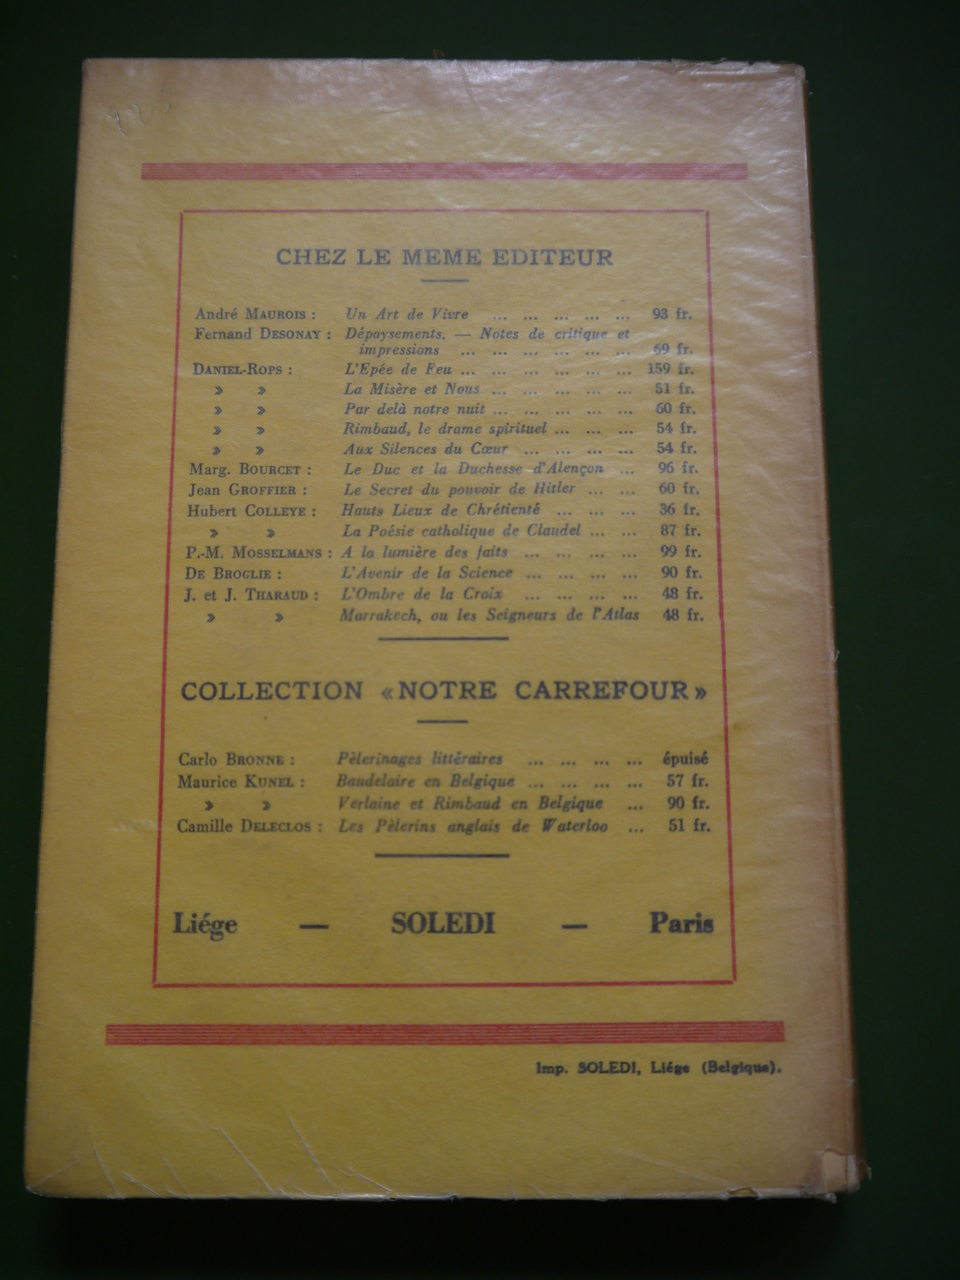 CHEZ LE MEME EDITEUR
André MAUROIS : Un Art de Vivre ... ... ... ... ... 93 fr.
Fernand DESONAY : Dépaysements. — Notes de critique et
impressions ... ... ... ... ... ... 69 fr.
DANIEL-ROPS : L'Epée de Feu ... ... ... ... ... ... 159 fr.
» » La Misère et Nous ... ... ... ... ... 51 fr.
» » Par delà notre nuit ... ... ... ... ... 60 fr.
» » Rimbaud, le drame spirituel ... ... ... 54 fr.
» » Aux Silences du Cœur ... ... ... ... 54 fr.
Marg. BOURCET : Le Duc et la Duchesse d'Alençon ... 96 fr.
Jean GROFFIER : Le Secret du pouvoir de Hitler ... ... 60 fr.
Hubert COLLEYE : Hauts Lieux de Chrétienté ... ... ... 36 fr.
» » La Poésie catholique de Claudel ... ... 87 fr.
P.-M. MOSSELMANS : A la lumière des faits ... ... ... ... 99 fr.
DE BROGLIE : L'Avenir de la Science ... ... ... ... 90 fr.
J. et J. THARAUD : L'Ombre de la Croix ... ... ... ... 48 fr.
» » Marrakech, ou les Seigneurs de l'Atlas 48 fr.
COLLECTION «NOTRE CARREFOUR»
Carlo BRONNE : Pèlerinages littéraires ... ... ... ... épuisé
Maurice KUNEL : Baudelaire en Belgique ... ... ... ... 57 fr.
» » Verlaine et Rimbaud en Belgique ... 90 fr.
Camille DELECLOS : Les Pèlerins anglais de Waterloo ... 51 fr.
Liége — SOLEDI — Paris
Imp. SOLEDI, Liége (Belgique).